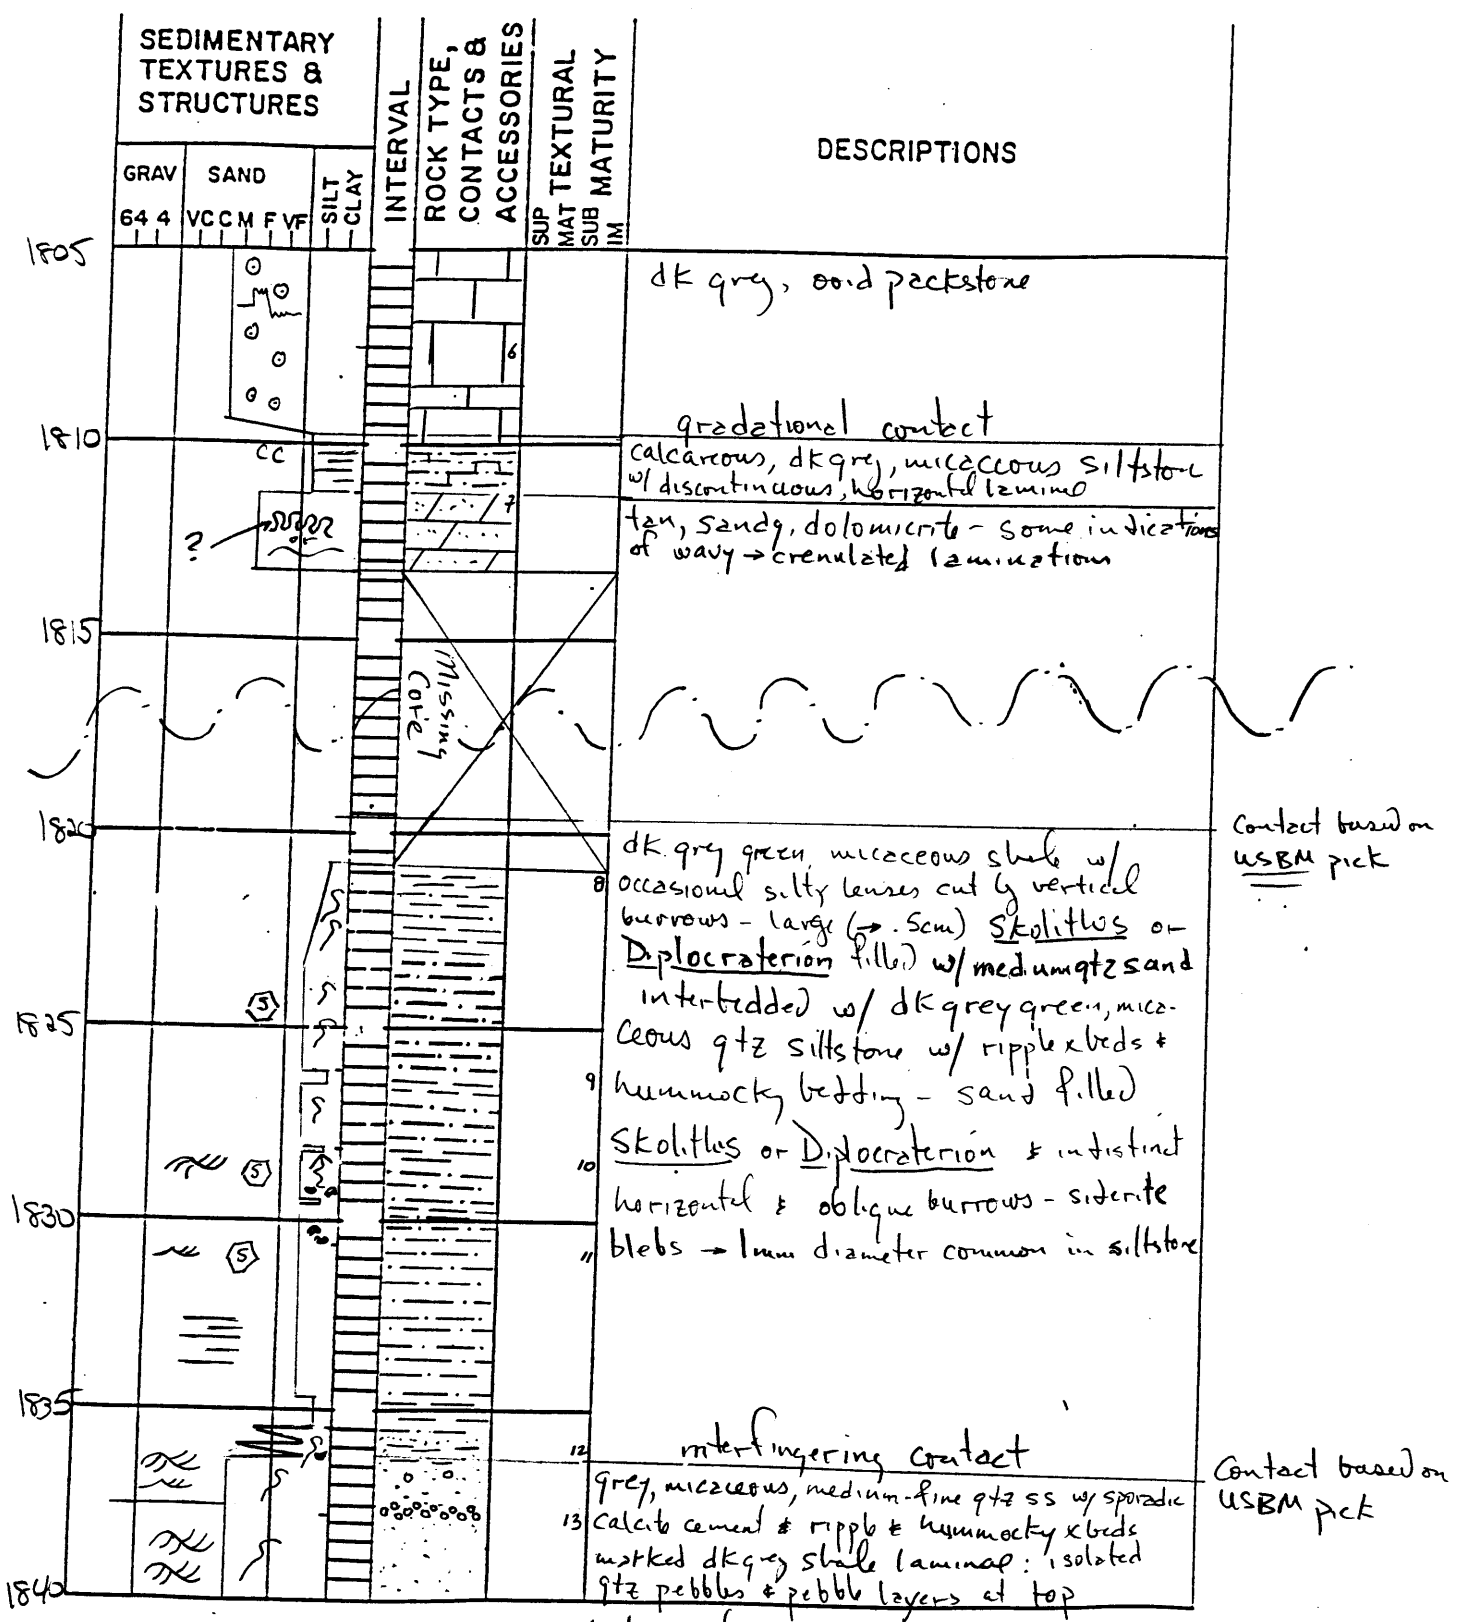 SEDIMENTARY
TEXTURES &
STRUCTURES
INTERVAL
ROCK TYPE,
CONTACTS &
ACCESSORIES
TEXTURAL
MATURITY
SUP
MAT
SUB
IM
DESCRIPTIONS
GRAV
SAND
SILT
CLAY
64 4
VC C M F VF
1805
dk grey, ooid packstone
6
gradational contact
1810
CC
calcareous, dk grey, micaceous siltstone
w/ discontinuous, horizontal laminae
7
tan, sandy, dolomicrite - some indications
of wavy → crenulated laminations
?
1815
Missing
Core
1820
Contact based on
USBM pick
dk. grey green, micaceous shale w/
8
occasional silty lenses cut by vertical
burrows - large (→ .5cm) Skolithos or
Diplocraterion filled w/ medium qtz sand
interbedded w/ dk grey green, mica-
S
1825
ceous qtz siltstone w/ ripple xbeds &
9
hummocky bedding - sand filled
Skolithos or Diplocraterion & indistinct
S
10
horizontal & oblique burrows - siderite
1830
S
11
blebs → 1mm diameter common in siltstone
1835
12
interfingering contact
Contact based on
USBM pick
grey, micaceous, medium-fine qtz ss w/ sporadic
13
calcite cement & ripple & hummocky xbeds
marked dk grey shale laminae: isolated
qtz pebbles & pebble layers at top
1840